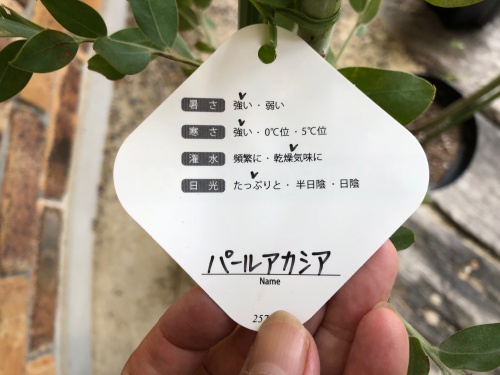 暑さ 強い・弱い
寒さ 強い・0℃位・5℃位
潅水 頻繁に・乾燥気味に
日光 たっぷりと・半日陰・日陰
パールアカシア
Name